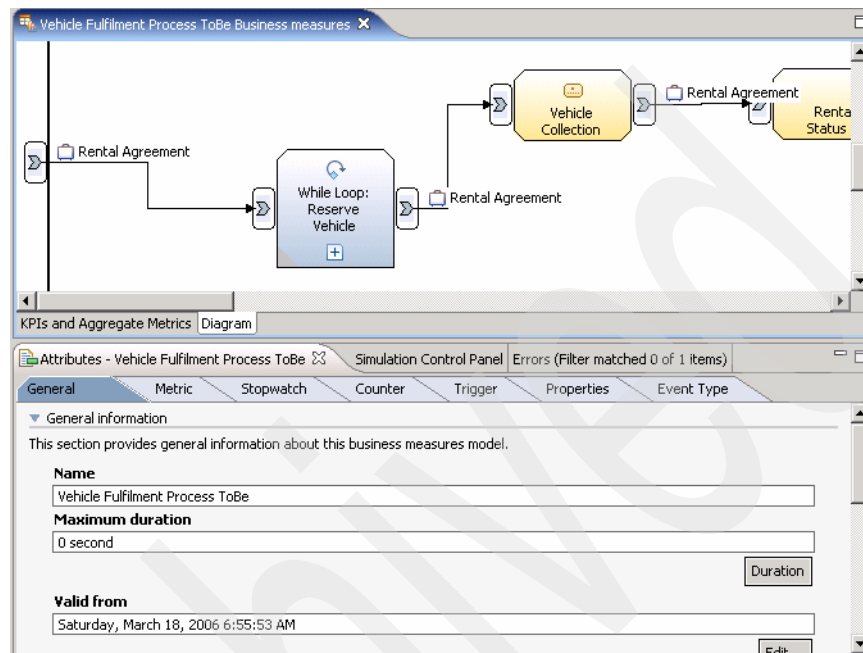 Vehicle Fulfilment Process ToBe Business measures
Rental Agreement
While Loop:
Reserve
Vehicle
Rental Agreement
Vehicle
Collection
Rental Agreement
Renta
Status
KPIs and Aggregate Metrics Diagram
Attributes - Vehicle Fulfilment Process ToBe Simulation Control Panel Errors (Filter matched 0 of 1 items)
General Metric Stopwatch Counter Trigger Properties Event Type
General information
This section provides general information about this business measures model.
Name
Vehicle Fulfilment Process ToBe
Maximum duration
0 second
Duration
Valid from
Saturday, March 18, 2006 6:55:53 AM
Edit...